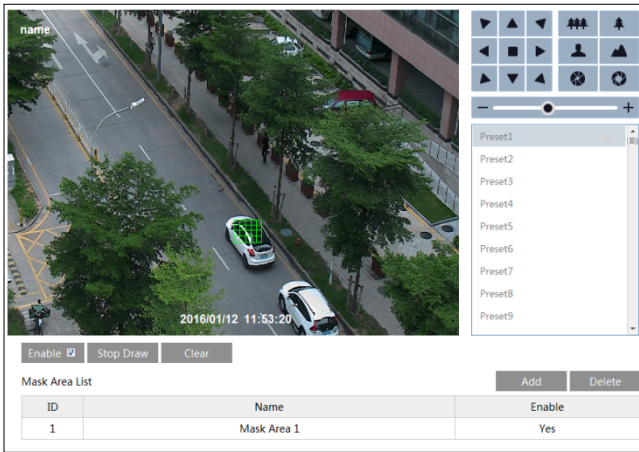 name
2016/01/12 11:53:20
Preset1
Preset2
Preset3
Preset4
Preset5
Preset6
Preset7
Preset8
Preset9
Enable
Stop Draw
Clear
Mask Area List
Add
Delete
ID Name Enable
1 Mask Area 1 Yes